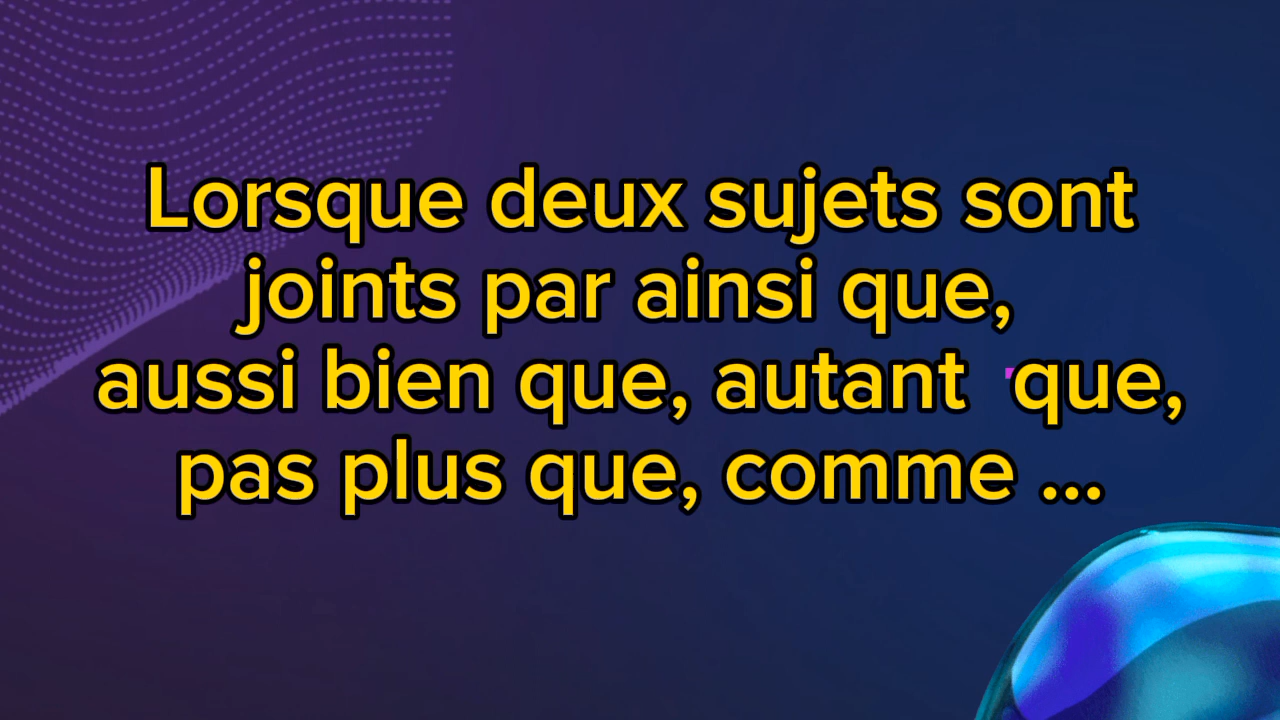 Lorsque deux sujets sont
joints par ainsi que,
aussi bien que, autant que,
pas plus que, comme ...